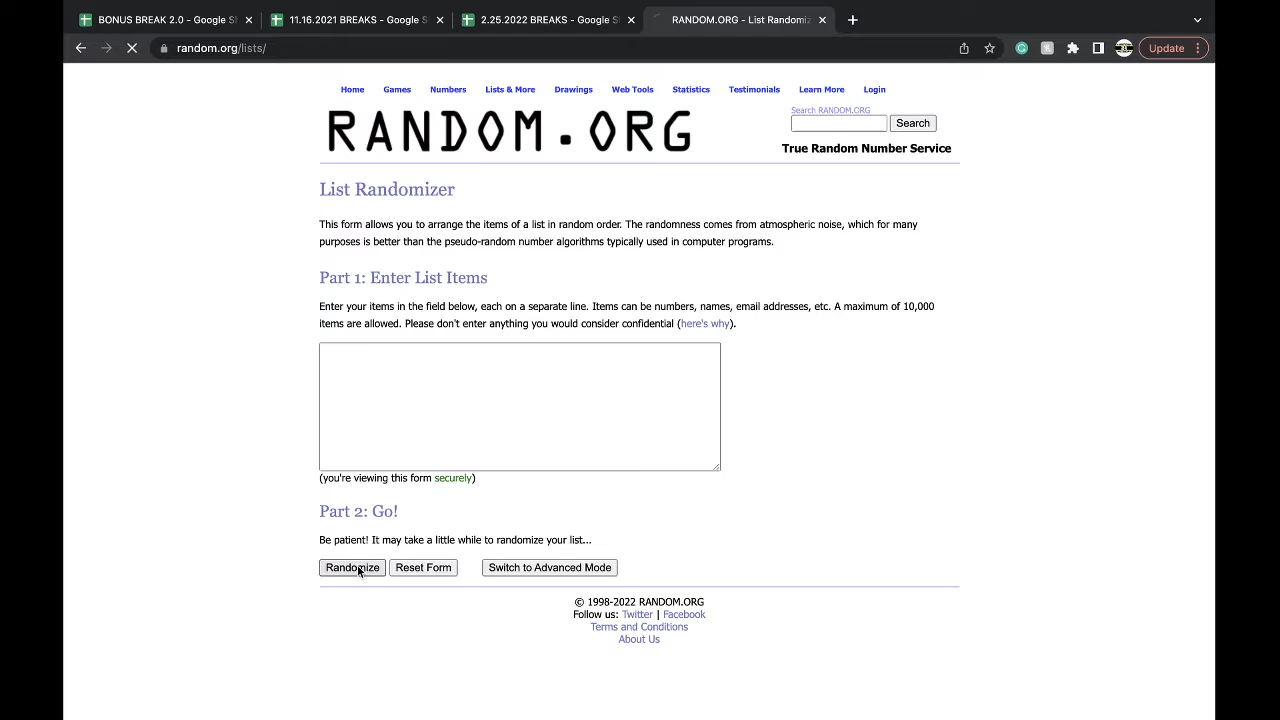 BONUS BREAK 2.0 - Google Sh
11.16.2021 BREAKS - Google S
2.25.2022 BREAKS - Google Sh
RANDOM.ORG - List Randomiz
random.org/lists/
Update
Home Games Numbers Lists & More Drawings Web Tools Statistics Testimonials Learn More Login
RANDOM.ORG
Search RANDOM.ORG
Search
True Random Number Service
List Randomizer
This form allows you to arrange the items of a list in random order. The randomness comes from atmospheric noise, which for many
purposes is better than the pseudo-random number algorithms typically used in computer programs.
Part 1: Enter List Items
Enter your items in the field below, each on a separate line. Items can be numbers, names, email addresses, etc. A maximum of 10,000
items are allowed. Please don't enter anything you would consider confidential (here's why).
(you're viewing this form securely)
Part 2: Go!
Be patient! It may take a little while to randomize your list...
Randomize Reset Form Switch to Advanced Mode
© 1998-2022 RANDOM.ORG
Follow us: Twitter | Facebook
Terms and Conditions
About Us